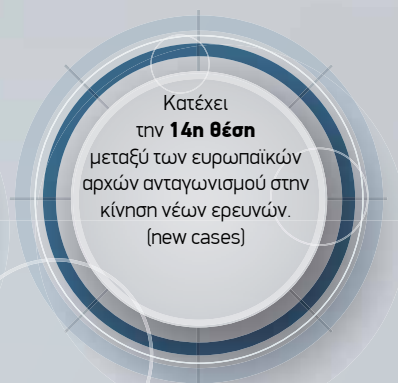 Κατέχει
την 14η θέση
μεταξύ των ευρωπαϊκών
αρχών ανταγωνισμού στην
κίνηση νέων ερευνών.
(new cases)